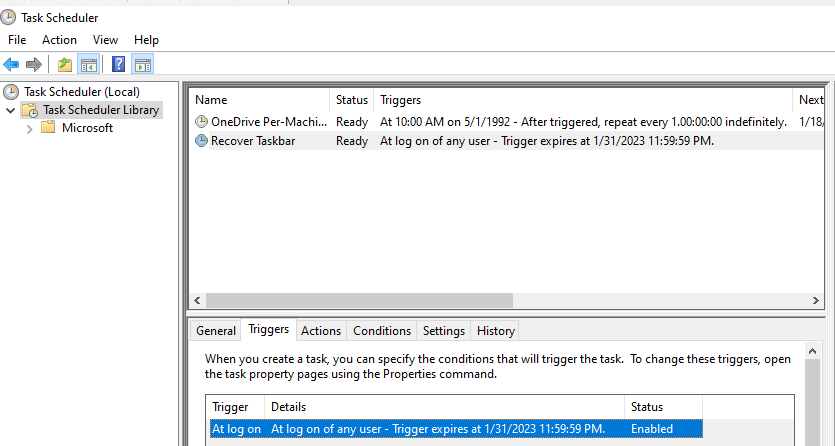 Task Scheduler
File Action View Help
Task Scheduler (Local)
Task Scheduler Library
Microsoft
Name Status Triggers Next
OneDrive Per-Machi... Ready At 10:00 AM on 5/1/1992 - After triggered, repeat every 1.00:00:00 indefinitely. 1/18/
Recover Taskbar Ready At log on of any user - Trigger expires at 1/31/2023 11:59:59 PM.
General Triggers Actions Conditions Settings History
When you create a task, you can specify the conditions that will trigger the task. To change these triggers, open
the task property pages using the Properties command.
Trigger Details Status
At log on At log on of any user - Trigger expires at 1/31/2023 11:59:59 PM. Enabled